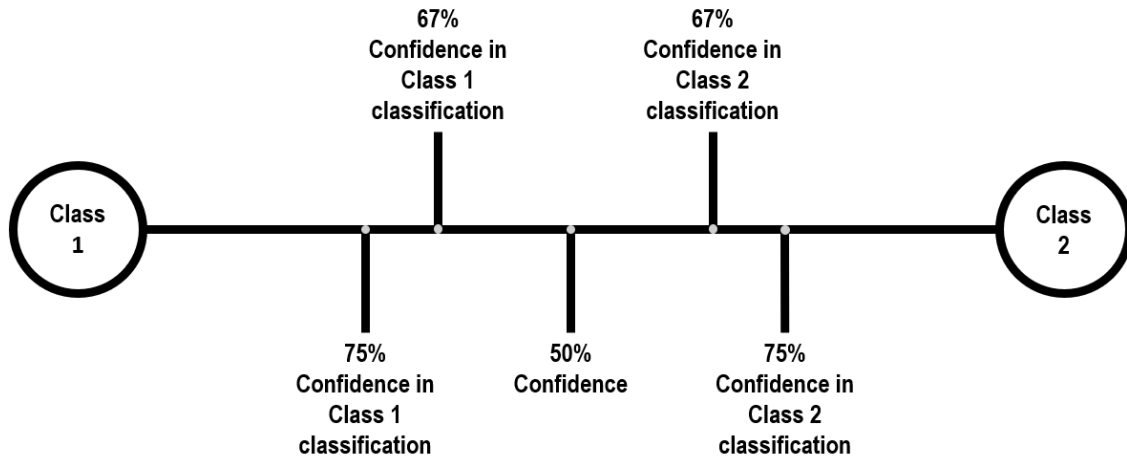 67%
Confidence in
Class 1
classification
67%
Confidence in
Class 2
classification
Class
1
Class
2
75%
Confidence in
Class 1
classification
50%
Confidence
75%
Confidence in
Class 2
classification